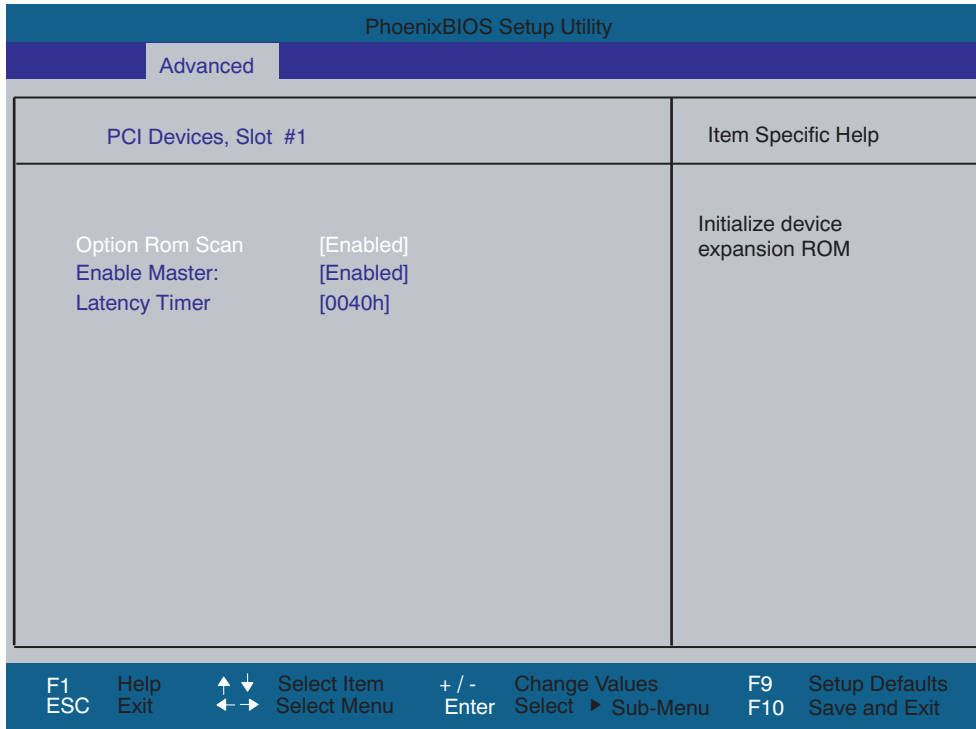 PhoenixBIOS Setup Utility
Advanced
PCI Devices, Slot #1
Item Specific Help
Option Rom Scan [Enabled]
Enable Master: [Enabled]
Latency Timer [0040h]
Initialize device
expansion ROM
F1 Help Select Item + / - Change Values F9 Setup Defaults
ESC Exit Select Menu Enter Select Sub-Menu F10 Save and Exit